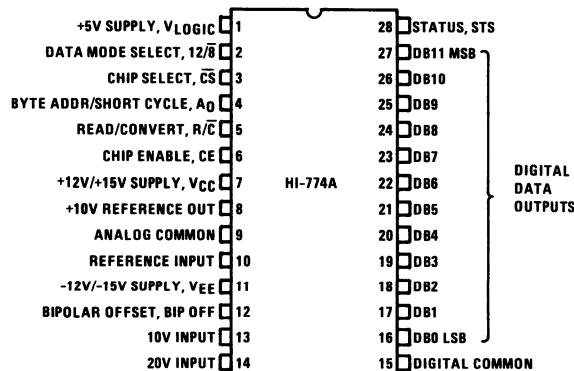 +5V SUPPLY, VLOGIC 1
DATA MODE SELECT, 12/8̅ 2
CHIP SELECT, C̅S̅ 3
BYTE ADDR/SHORT CYCLE, AO 4
READ/CONVERT, R/C̅ 5
CHIP ENABLE, CE 6
+12V/+15V SUPPLY, VCC 7
+10V REFERENCE OUT 8
ANALOG COMMON 9
REFERENCE INPUT 10
-12V/-15V SUPPLY, VEE 11
BIPOLAR OFFSET, BIP OFF 12
10V INPUT 13
20V INPUT 14
HI-774A
28 STATUS, STS
27 DB11 MSB
26 DB10
25 DB9
24 DB8
23 DB7
22 DB6
21 DB5
20 DB4
19 DB3
18 DB2
17 DB1
16 DB0 LSB
15 DIGITAL COMMON
DIGITAL
DATA
OUTPUTS